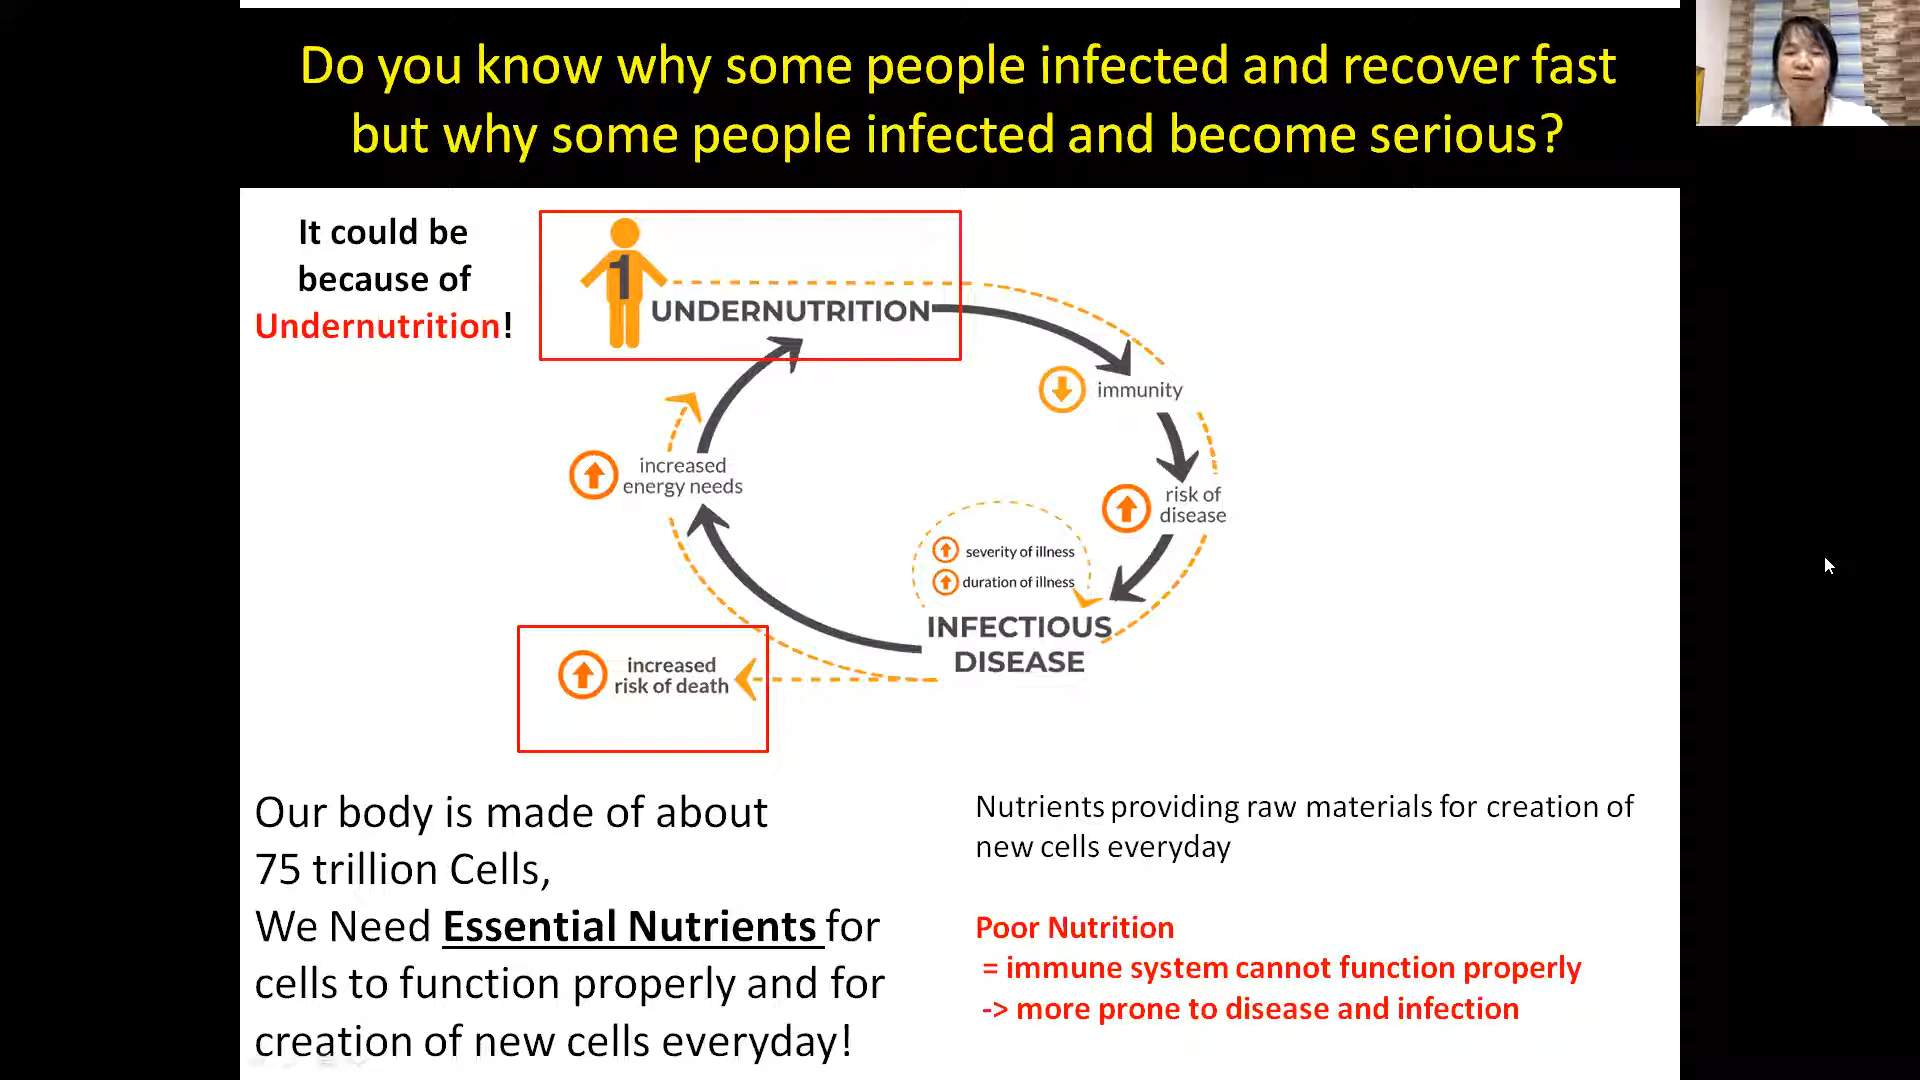 Do you know why some people infected and recover fast
but why some people infected and become serious?
It could be
because of
Undernutrition!
1
UNDERNUTRITION
immunity
risk of
disease
severity of illness
duration of illness
INFECTIOUS
DISEASE
increased
energy needs
increased
risk of death
Our body is made of about
75 trillion Cells,
We Need Essential Nutrients for
cells to function properly and for
creation of new cells everyday!
Nutrients providing raw materials for creation of
new cells everyday
Poor Nutrition
= immune system cannot function properly
-> more prone to disease and infection